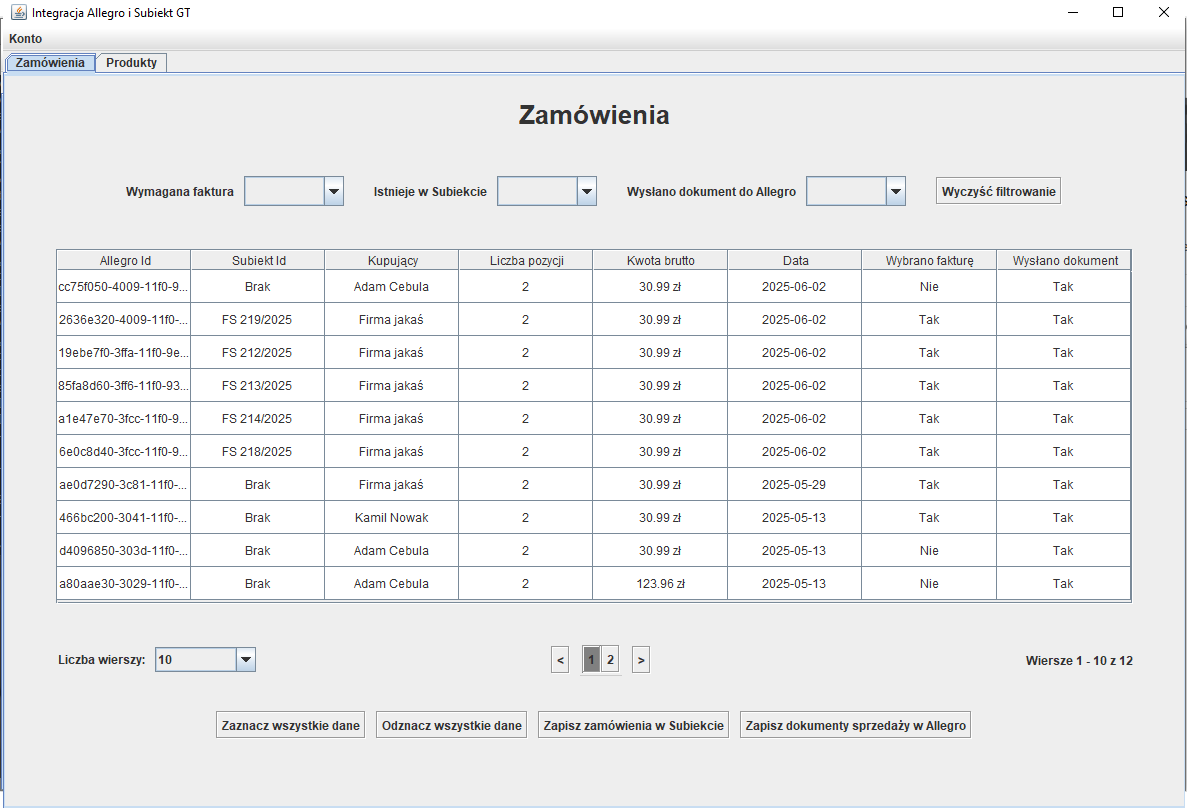 Integracja Allegro i Subiekt GT
Konto
Zamówienia Produkty
Zamówienia
Wymagana faktura Istnieje w Subiekcie Wysłano dokument do Allegro Wyczyść filtrowanie
Allegro Id Subiekt Id Kupujący Liczba pozycji Kwota brutto Data Wybrano fakturę Wysłano dokument
cc75f050-4009-11f0-9... Brak Adam Cebula 2 30.99 zł 2025-06-02 Nie Tak
2636e320-4009-11f0-... FS 219/2025 Firma jakaś 2 30.99 zł 2025-06-02 Tak Tak
19ebe7f0-3ffa-11f0-9e... FS 212/2025 Firma jakaś 2 30.99 zł 2025-06-02 Tak Tak
85fa8d60-3ff6-11f0-93... FS 213/2025 Firma jakaś 2 30.99 zł 2025-06-02 Tak Tak
a1e47e70-3fcc-11f0-9... FS 214/2025 Firma jakaś 2 30.99 zł 2025-06-02 Tak Tak
6e0c8d40-3fcc-11f0-9... FS 218/2025 Firma jakaś 2 30.99 zł 2025-06-02 Tak Tak
ae0d7290-3c81-11f0-... Brak Firma jakaś 2 30.99 zł 2025-05-29 Tak Tak
466bc200-3041-11f0-... Brak Kamil Nowak 2 30.99 zł 2025-05-13 Tak Tak
d4096850-303d-11f0-... Brak Adam Cebula 2 30.99 zł 2025-05-13 Nie Tak
a80aae30-3029-11f0-... Brak Adam Cebula 2 123.96 zł 2025-05-13 Nie Tak
Liczba wierszy: 10 < 1 2 > Wiersze 1 - 10 z 12
Zaznacz wszystkie dane Odznacz wszystkie dane Zapisz zamówienia w Subiekcie Zapisz dokumenty sprzedaży w Allegro